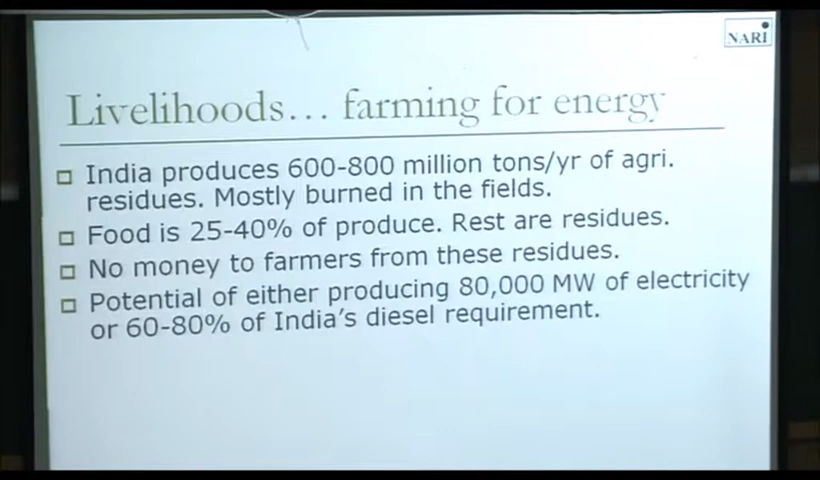 NARI
Livelihoods... farming for energy
India produces 600-800 million tons/yr of agri.
residues. Mostly burned in the fields.
Food is 25-40% of produce. Rest are residues.
No money to farmers from these residues.
Potential of either producing 80,000 MW of electricity
or 60-80% of India's diesel requirement.